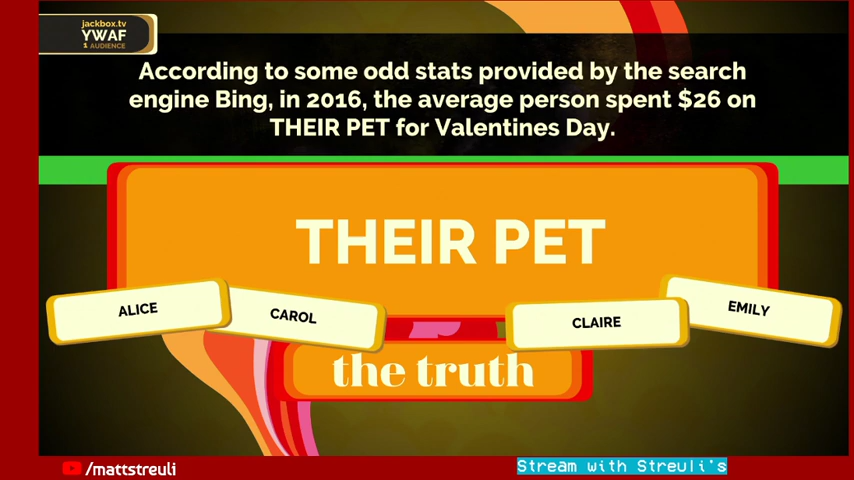 jackbox.tv
YWAF
1 AUDIENCE
According to some odd stats provided by the search
engine Bing, in 2016, the average person spent $26 on
THEIR PET for Valentines Day.
THEIR PET
ALICE
CAROL
CLAIRE
EMILY
the truth
/mattstreuli
Stream with Streuli's